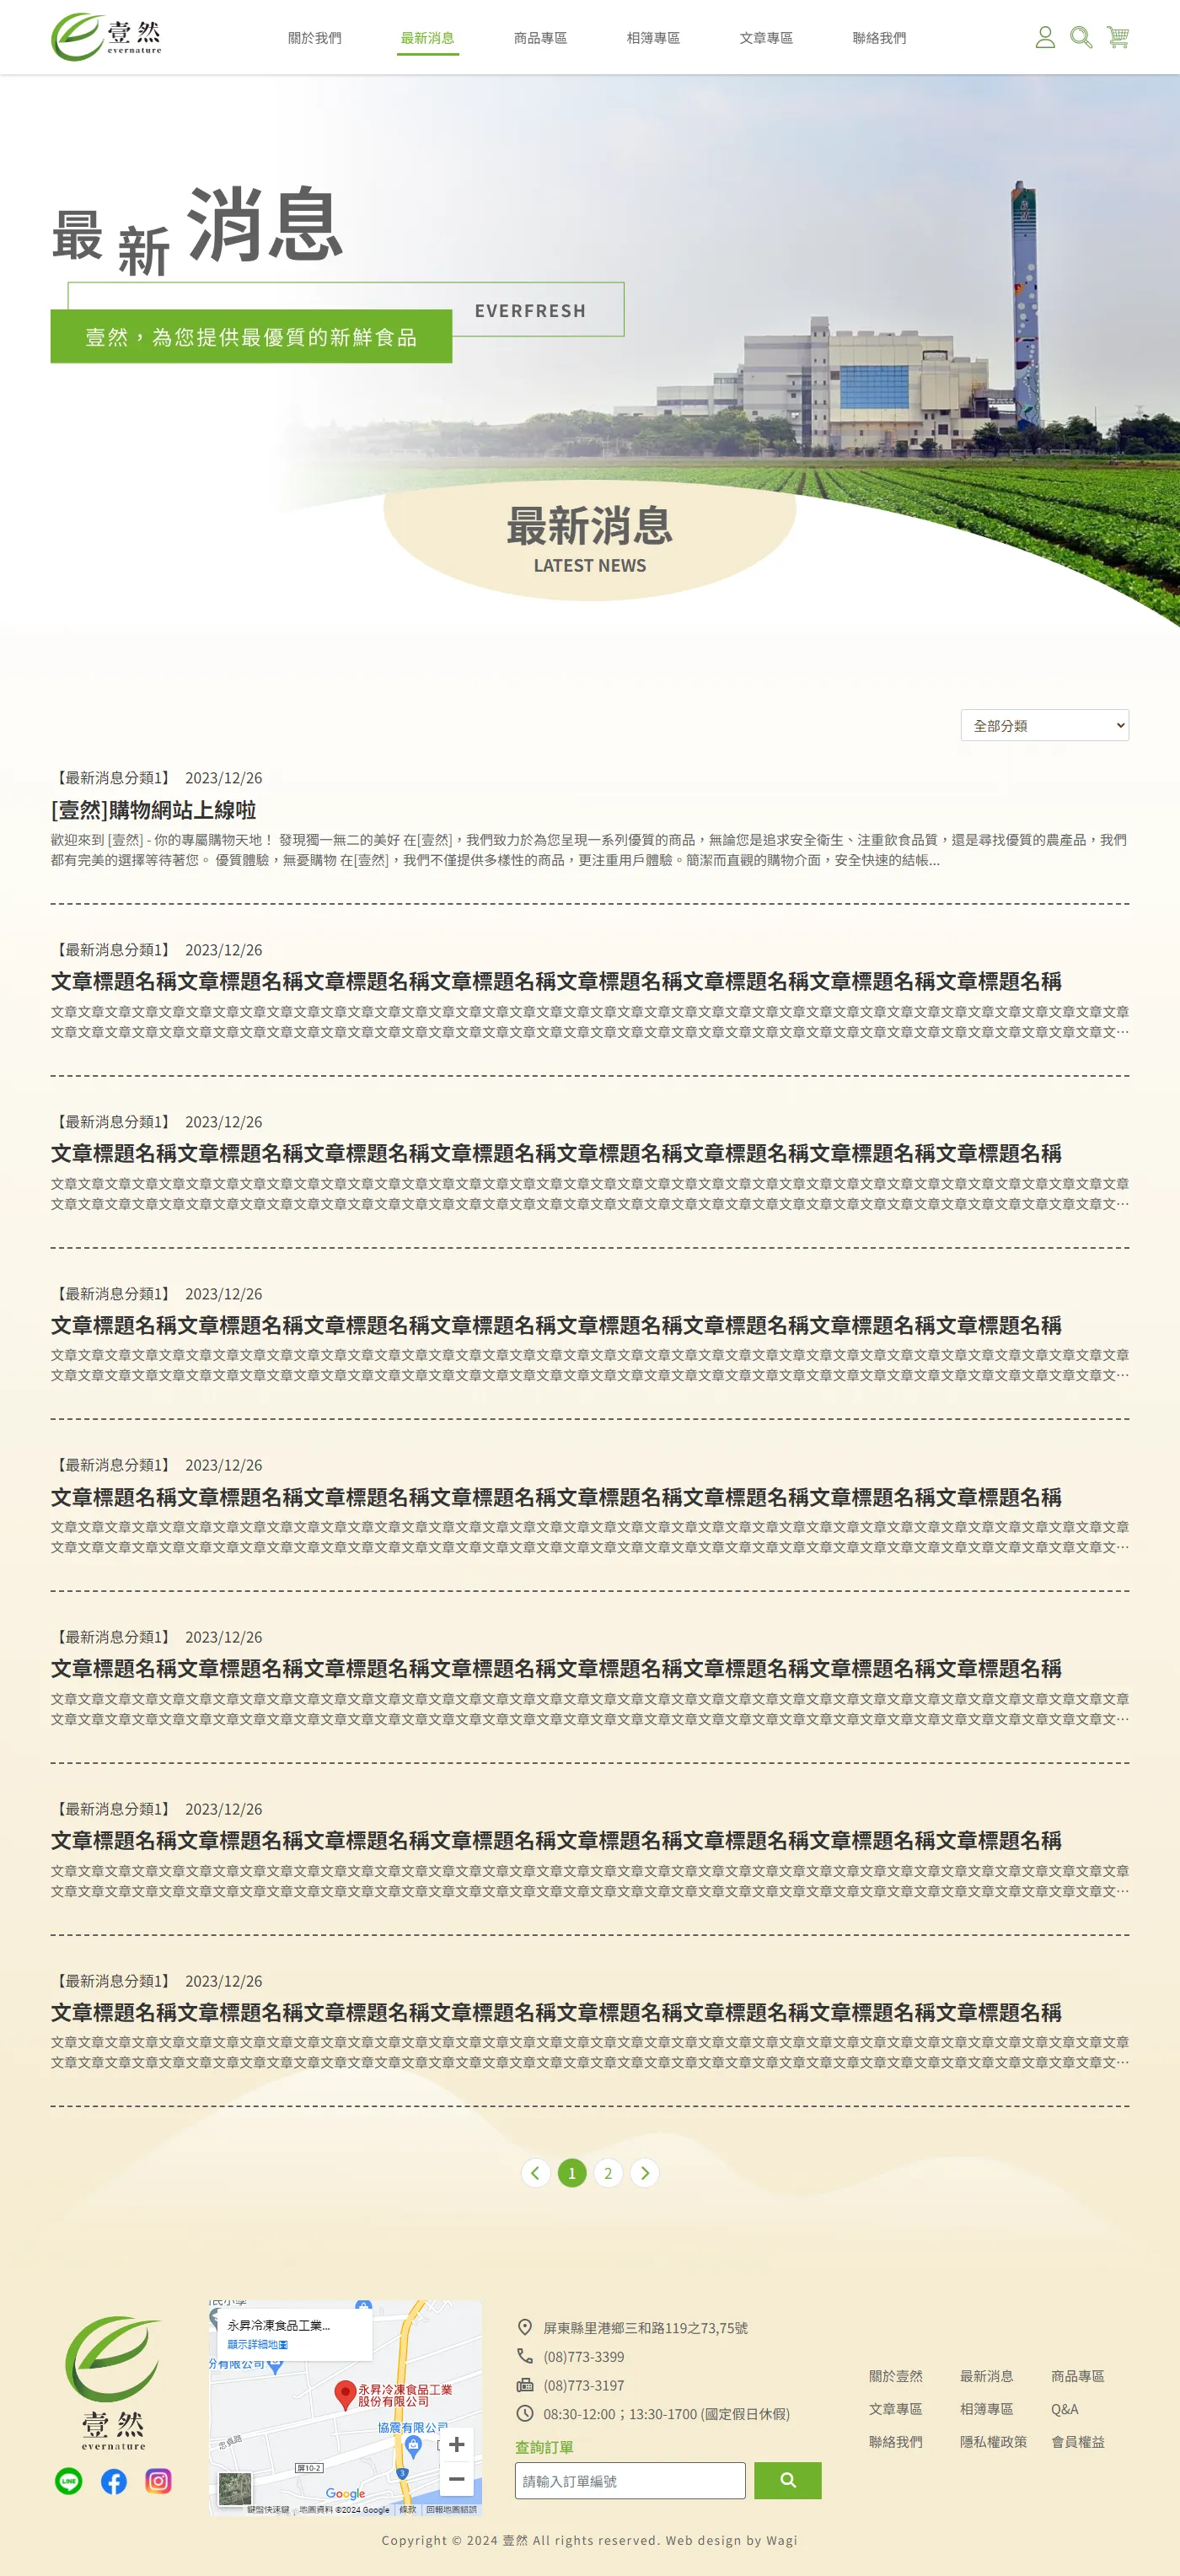 壹然
evernature
關於我們
最新消息
商品專區
相簿專區
文章專區
聯絡我們
最新消息
EVERFRESH
壹然，為您提供最優質的新鮮食品
最新消息
LATEST NEWS
全部分類
【最新消息分類1】 2023/12/26
[壹然]購物網站上線啦
歡迎來到 [壹然] - 你的專屬購物天地！ 發現獨一無二的美好 在[壹然]，我們致力於為您呈現一系列優質的商品，無論您是追求安全衛生、注重飲食品質，還是尋找優質的農產品，我們
都有完美的選擇等待著您。 優質體驗，無憂購物 在[壹然]，我們不僅提供多樣性的商品，更注重用戶體驗。簡潔而直觀的購物介面，安全快速的結帳...
【最新消息分類1】 2023/12/26
文章標題名稱文章標題名稱文章標題名稱文章標題名稱文章標題名稱文章標題名稱文章標題名稱文章標題名稱
文章文章文章文章文章文章文章文章文章文章文章文章文章文章文章文章文章文章文章文章文章文章文章文章文章文章文章文章文章文章文章文章文章文章文章文章文章文章文章文章
文章文章文章文章文章文章文章文章文章文章文章文章文章文章文章文章文章文章文章文章文章文章文章文章文章文章文章文章文章文章文章文章文章文章文章文章文章文章文章文…
【最新消息分類1】 2023/12/26
文章標題名稱文章標題名稱文章標題名稱文章標題名稱文章標題名稱文章標題名稱文章標題名稱文章標題名稱
文章文章文章文章文章文章文章文章文章文章文章文章文章文章文章文章文章文章文章文章文章文章文章文章文章文章文章文章文章文章文章文章文章文章文章文章文章文章文章文章
文章文章文章文章文章文章文章文章文章文章文章文章文章文章文章文章文章文章文章文章文章文章文章文章文章文章文章文章文章文章文章文章文章文章文章文章文章文章文章文…
【最新消息分類1】 2023/12/26
文章標題名稱文章標題名稱文章標題名稱文章標題名稱文章標題名稱文章標題名稱文章標題名稱文章標題名稱
文章文章文章文章文章文章文章文章文章文章文章文章文章文章文章文章文章文章文章文章文章文章文章文章文章文章文章文章文章文章文章文章文章文章文章文章文章文章文章文章
文章文章文章文章文章文章文章文章文章文章文章文章文章文章文章文章文章文章文章文章文章文章文章文章文章文章文章文章文章文章文章文章文章文章文章文章文章文章文章文…
【最新消息分類1】 2023/12/26
文章標題名稱文章標題名稱文章標題名稱文章標題名稱文章標題名稱文章標題名稱文章標題名稱文章標題名稱
文章文章文章文章文章文章文章文章文章文章文章文章文章文章文章文章文章文章文章文章文章文章文章文章文章文章文章文章文章文章文章文章文章文章文章文章文章文章文章文章
文章文章文章文章文章文章文章文章文章文章文章文章文章文章文章文章文章文章文章文章文章文章文章文章文章文章文章文章文章文章文章文章文章文章文章文章文章文章文章文…
【最新消息分類1】 2023/12/26
文章標題名稱文章標題名稱文章標題名稱文章標題名稱文章標題名稱文章標題名稱文章標題名稱文章標題名稱
文章文章文章文章文章文章文章文章文章文章文章文章文章文章文章文章文章文章文章文章文章文章文章文章文章文章文章文章文章文章文章文章文章文章文章文章文章文章文章文章
文章文章文章文章文章文章文章文章文章文章文章文章文章文章文章文章文章文章文章文章文章文章文章文章文章文章文章文章文章文章文章文章文章文章文章文章文章文章文章文…
【最新消息分類1】 2023/12/26
文章標題名稱文章標題名稱文章標題名稱文章標題名稱文章標題名稱文章標題名稱文章標題名稱文章標題名稱
文章文章文章文章文章文章文章文章文章文章文章文章文章文章文章文章文章文章文章文章文章文章文章文章文章文章文章文章文章文章文章文章文章文章文章文章文章文章文章文章
文章文章文章文章文章文章文章文章文章文章文章文章文章文章文章文章文章文章文章文章文章文章文章文章文章文章文章文章文章文章文章文章文章文章文章文章文章文章文章文…
【最新消息分類1】 2023/12/26
文章標題名稱文章標題名稱文章標題名稱文章標題名稱文章標題名稱文章標題名稱文章標題名稱文章標題名稱
文章文章文章文章文章文章文章文章文章文章文章文章文章文章文章文章文章文章文章文章文章文章文章文章文章文章文章文章文章文章文章文章文章文章文章文章文章文章文章文章
文章文章文章文章文章文章文章文章文章文章文章文章文章文章文章文章文章文章文章文章文章文章文章文章文章文章文章文章文章文章文章文章文章文章文章文章文章文章文章文…
1
2
壹然
evernature
LINE
永昇冷凍食品工業...
顯示詳細地圖
份有限公司
永昇冷凍食品工業
股份有限公司
協震有限公司
忠貞路
屏10-2
3
Google
鍵盤快速鍵
地圖資料 ©2024 Google
條款
回報地圖錯誤
屏東縣里港鄉三和路119之73,75號
(08)773-3399
(08)773-3197
08:30-12:00；13:30-1700 (國定假日休假)
查詢訂單
請輸入訂單編號
關於壹然
最新消息
商品專區
文章專區
相簿專區
Q&A
聯絡我們
隱私權政策
會員權益
Copyright © 2024 壹然 All rights reserved. Web design by Wagi